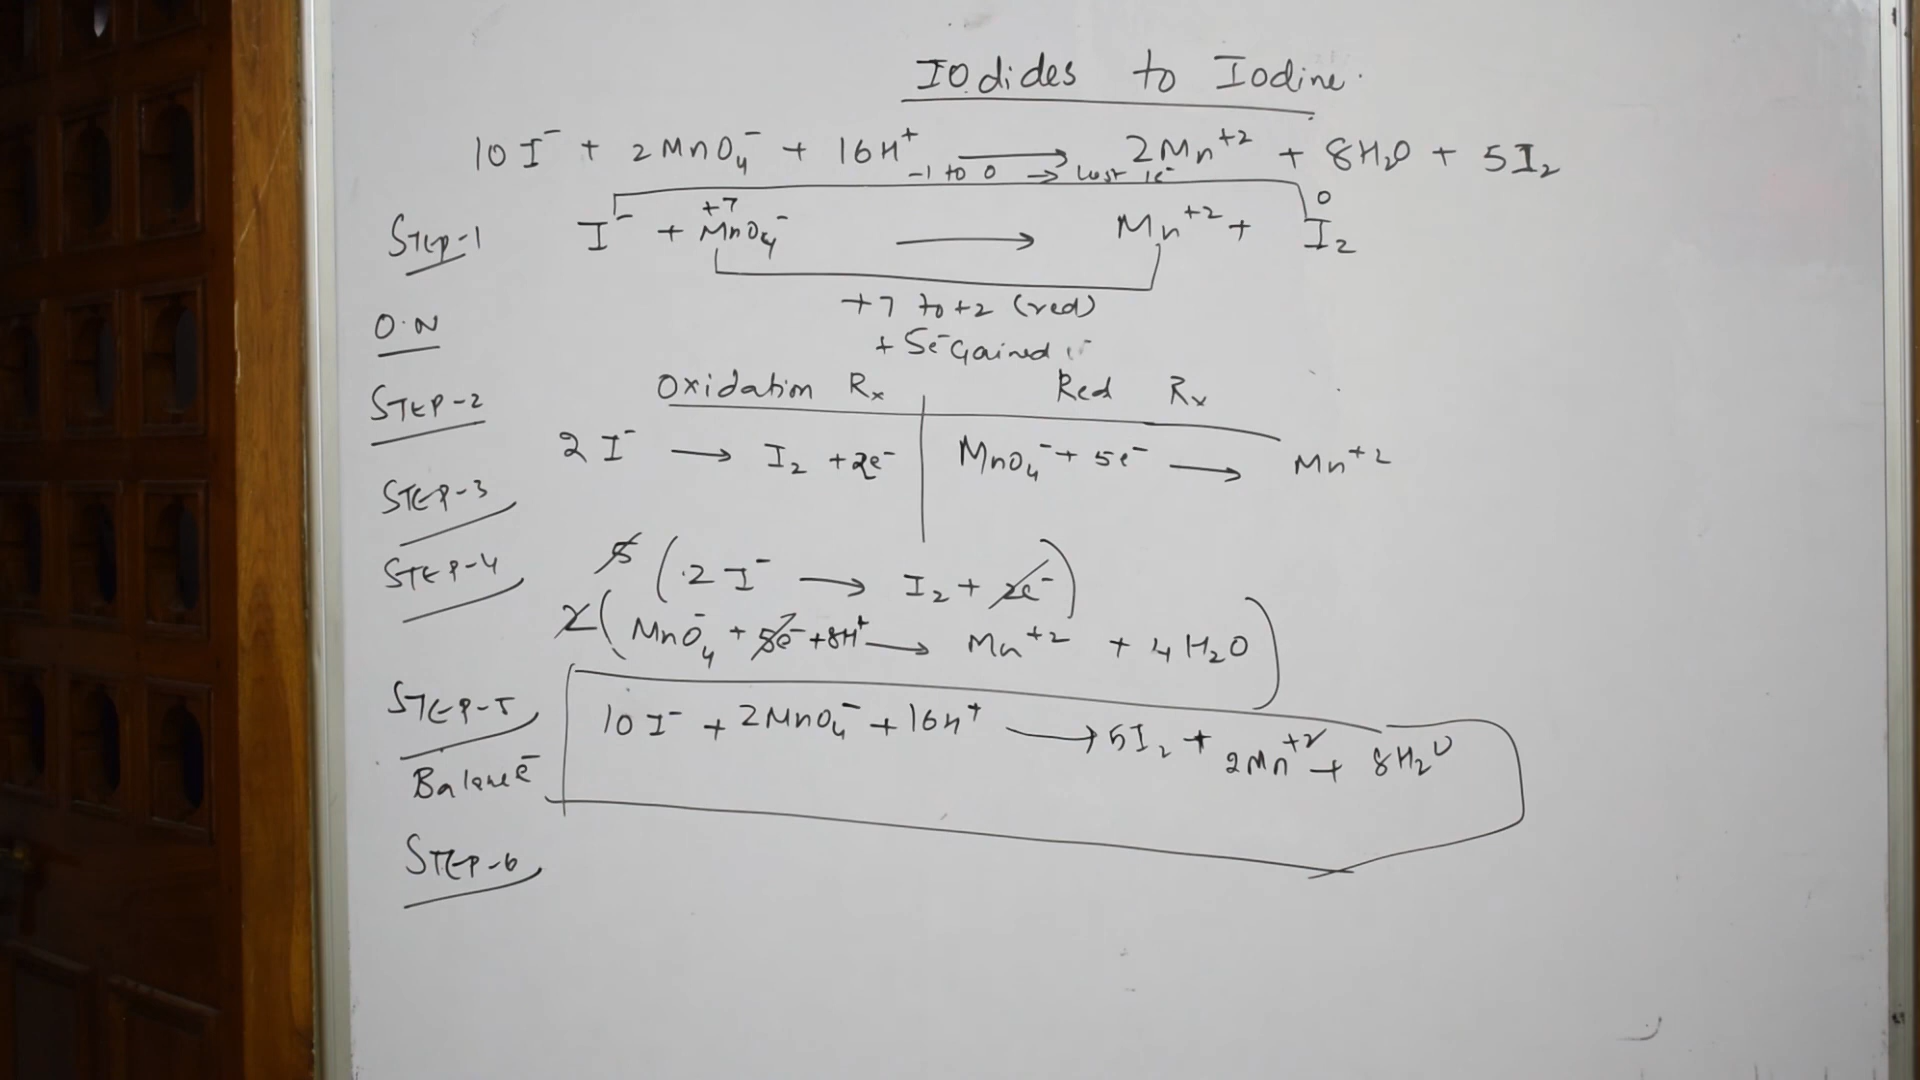 Iodides to Iodine.
10I⁻ + 2MnO₄⁻ + 16H⁺ → 2Mn⁺² + 8H₂O + 5I₂
-1 to 0 → Lost 1e⁻
+7 0
Step-1 I⁻ + MnO₄⁻ → Mn⁺² + I₂
+7 to +2 (red)
O.N
+ 5e⁻ Gained
Oxidation Rx Red Rx
STEP-2
2I⁻ → I₂ + 2e⁻ MnO₄⁻ + 5e⁻ → Mn⁺²
STEP-3
STEP-4 5 (2I⁻ → I₂ + 2e⁻)
2 (MnO₄⁻ + 5e⁻ + 8H⁺ → Mn⁺² + 4H₂O)
STEP-5 10I⁻ + 2MnO₄⁻ + 16H⁺ → 5I₂ + 2Mn⁺² + 8H₂O
Balance e⁻
STEP-6